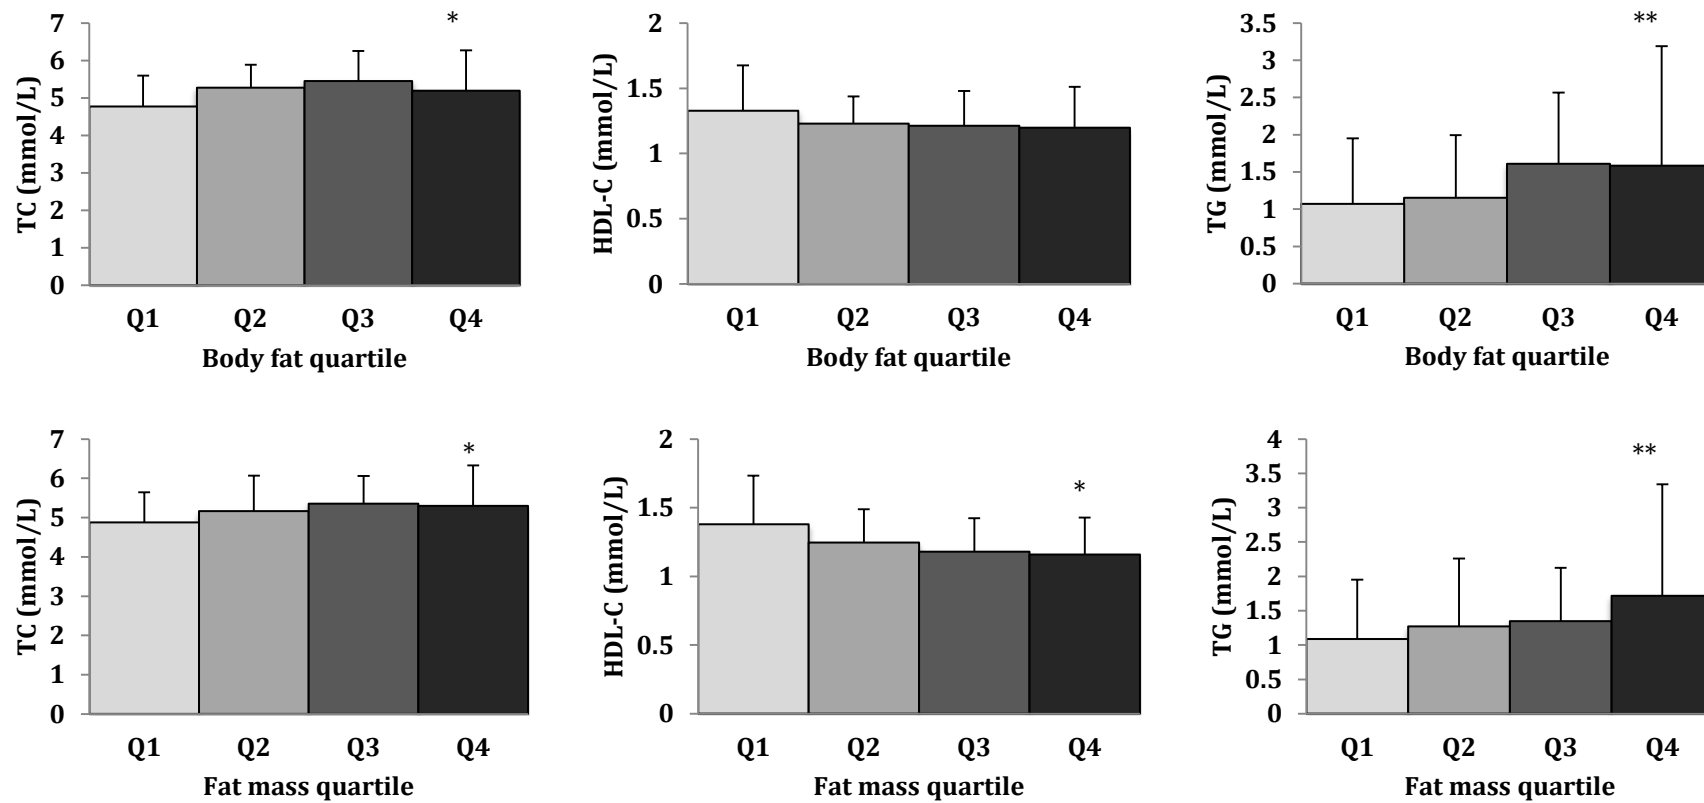 TC (mmol/L)
7
6
5
4
3
2
1
0
*
Q1 Q2 Q3 Q4
Body fat quartile
HDL-C (mmol/L)
2
1.5
1
0.5
0
Q1 Q2 Q3 Q4
Body fat quartile
TG (mmol/L)
3.5
3
2.5
2
1.5
1
0.5
0
**
Q1 Q2 Q3 Q4
Body fat quartile
TC (mmol/L)
7
6
5
4
3
2
1
0
*
Q1 Q2 Q3 Q4
Fat mass quartile
HDL-C (mmol/L)
2
1.5
1
0.5
0
*
Q1 Q2 Q3 Q4
Fat mass quartile
TG (mmol/L)
4
3.5
3
2.5
2
1.5
1
0.5
0
**
Q1 Q2 Q3 Q4
Fat mass quartile